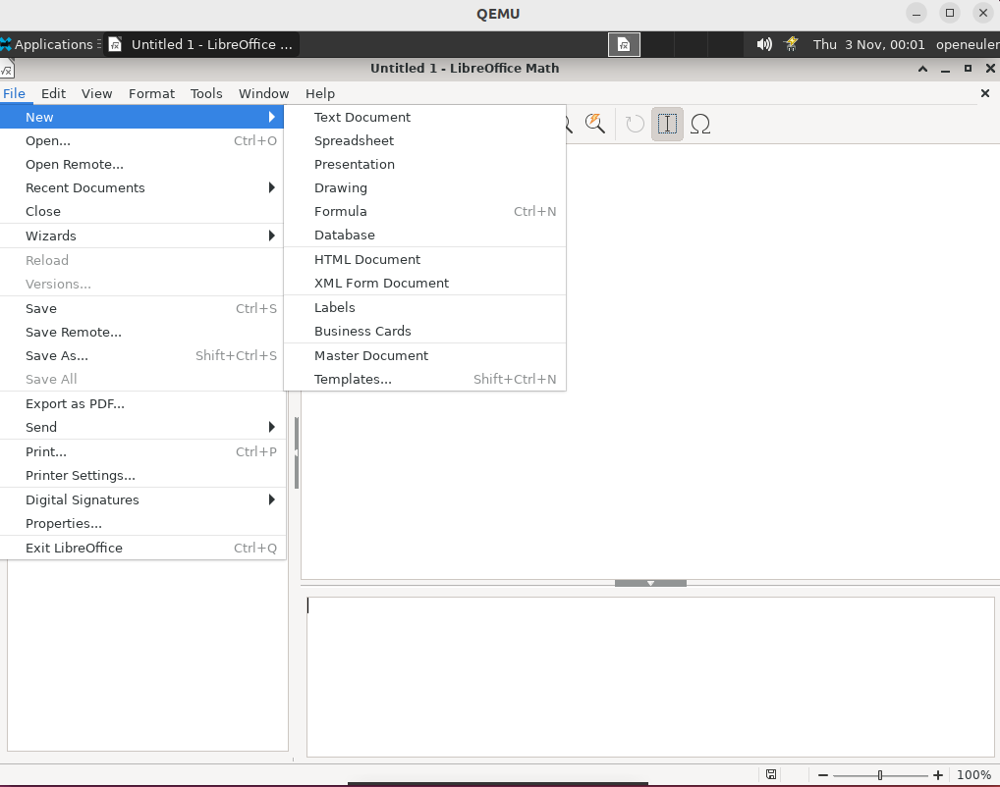 QEMU
Applications
Untitled 1 - LibreOffice ...
Thu 3 Nov, 00:01 openeuler
Untitled 1 - LibreOffice Math
File Edit View Format Tools Window Help
New
Open... Ctrl+O
Open Remote...
Recent Documents
Close
Wizards
Reload
Versions...
Save Ctrl+S
Save Remote...
Save As... Shift+Ctrl+S
Save All
Export as PDF...
Send
Print... Ctrl+P
Printer Settings...
Digital Signatures
Properties...
Exit LibreOffice Ctrl+Q
Text Document
Spreadsheet
Presentation
Drawing
Formula Ctrl+N
Database
HTML Document
XML Form Document
Labels
Business Cards
Master Document
Templates... Shift+Ctrl+N
100%